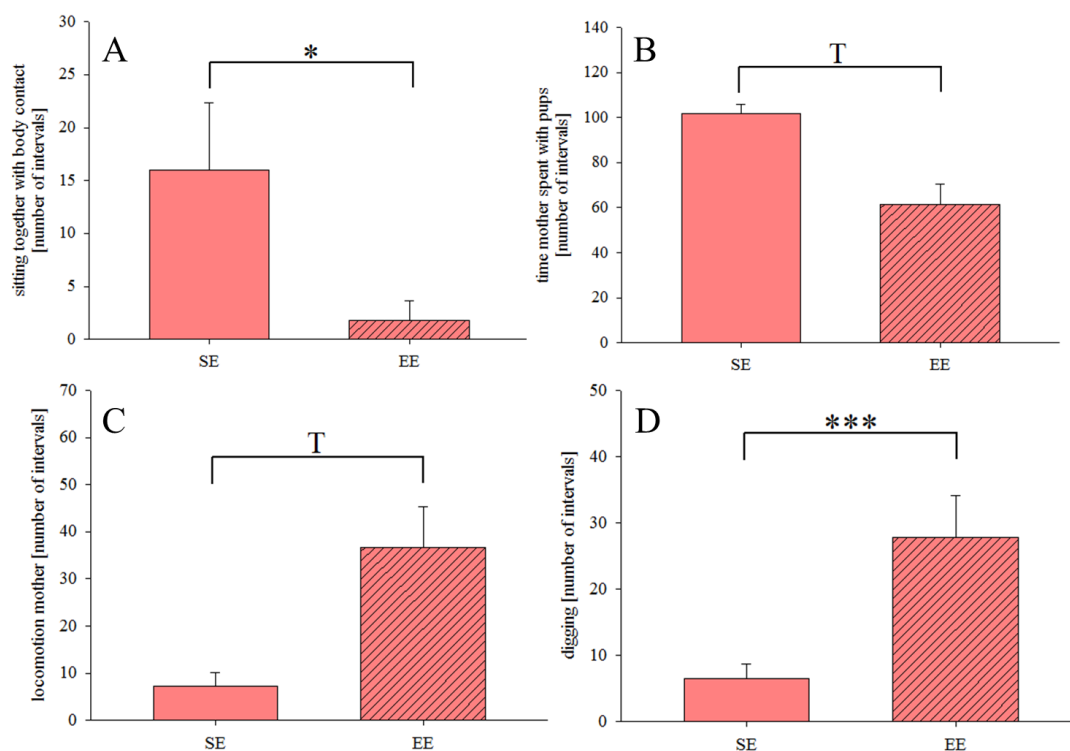 A
*
sitting together with body contact
[number of intervals]
30
25
20
15
10
5
0
SE
EE
B
T
time mother spent with pups
[number of intervals]
140
120
100
80
60
40
20
0
SE
EE
C
T
locomotion mother [number of intervals]
70
60
50
40
30
20
10
0
SE
EE
D
***
digging [number of intervals]
50
40
30
20
10
0
SE
EE